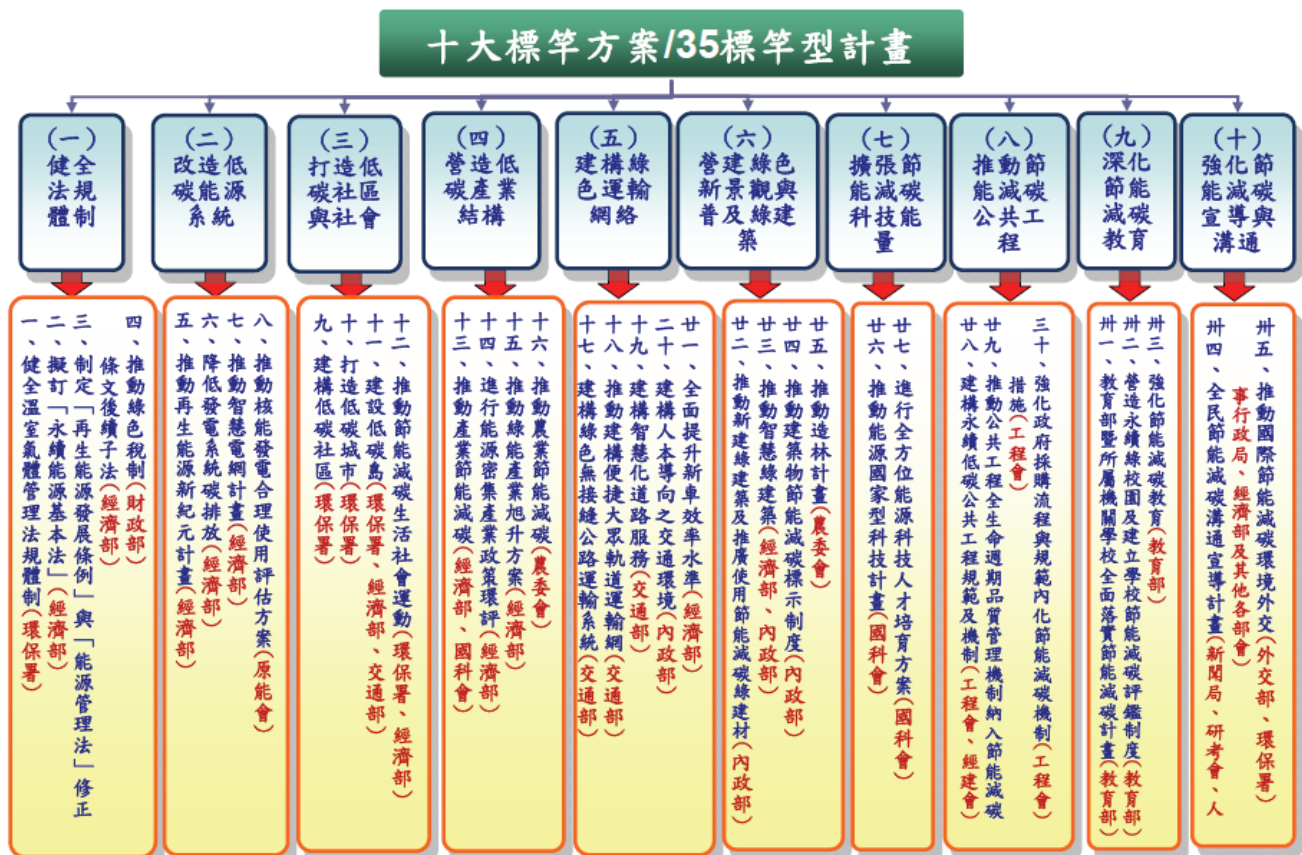 十大標竿方案/35標竿型計畫
(一)
健全
法規
體制
(二)
改造低
碳能源
系統
(三)
打造低
碳社區
與社會
(四)
營造低
碳產業
結構
(五)
建構綠
色運輸
網絡
(六)
營建綠色
新景觀與
普及綠建
築
(七)
擴張節
能減碳
科技能
量
(八)
推動節
能減碳
公共工
程
(九)
深化
節能
減碳
教育
(十)
強化節
能減碳
宣導與
溝通
一、健全溫室氣體管理法規體制(環保署)
二、擬訂「永續能源基本法」(經濟部)
三、制定「再生能源發展條例」與「能源管理法」修正
條文後續子法(經濟部)
四、推動綠色稅制(財政部)
五、推動再生能源新紀元計畫(經濟部)
六、降低發電系統碳排放(經濟部)
七、推動智慧電網計畫(經濟部)
八、推動核能發電合理使用評估方案(原能會)
九、建構低碳社區(環保署)
十、打造低碳城市(環保署)
十一、建設低碳島(環保署、經濟部、交通部)
十二、推動節能減碳生活社會運動(環保署、經濟部)
十三、推動產業節能減碳(經濟部、國科會)
十四、進行能源密集產業政策環評(經濟部)
十五、推動綠能產業旭升方案(經濟部)
十六、推動農業節能減碳(農委會)
十七、建構綠色無接縫公路運輸系統(交通部)
十八、推動建構便捷大眾軌道運輸網(交通部)
十九、建構智慧化道路服務(交通部)
二十、建構人本導向之交通環境(內政部)
廿一、全面提升新車效率水準(經濟部)
廿二、推動新建綠建築及推廣使用節能減碳綠建材(內政部)
廿三、推動智慧綠建築(經濟部、內政部)
廿四、推動建築物節能減碳標示制度(內政部)
廿五、推動造林計畫(農委會)
廿六、推動能源國家型科技計畫(國科會)
廿七、進行全方位能源科技人才培育方案(國科會)
廿八、建構永續低碳公共工程規範及機制(工程會、經建會)
廿九、推動公共工程全生命週期品質管理機制納入節能減碳
措施(工程會)
三十、強化政府採購流程與規範內化節能減碳機制(工程會)
卅一、教育部暨所屬機關學校全面落實節能減碳計畫(教育部)
卅二、營造永續綠校園及建立學校節能減碳評鑑制度(教育部)
卅三、強化節能減碳教育(教育部)
卅四、全民節能減碳溝通宣導計畫(新聞局、研考會、人
事行政局、經濟部及其他各部會)
卅五、推動國際節能減碳環境外交(外交部、環保署)